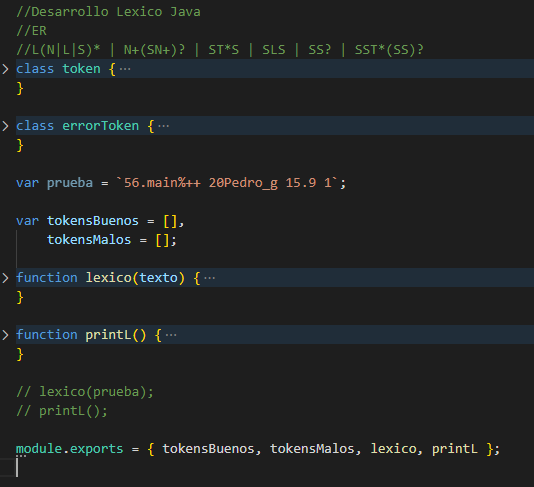 //Desarrollo Lexico Java
//ER
//L(N|L|S)* | N+(SN+)? | ST*S | SLS | SS? | SST*(SS)?
class token {···
}
class errorToken {···
}
var prueba = `56.main%++ 20Pedro_g 15.9 1`;
var tokensBuenos = [],
    tokensMalos = [];
function lexico(texto) {···
}
function printL() {···
}
// lexico(prueba);
// printL();
module.exports = { tokensBuenos, tokensMalos, lexico, printL };